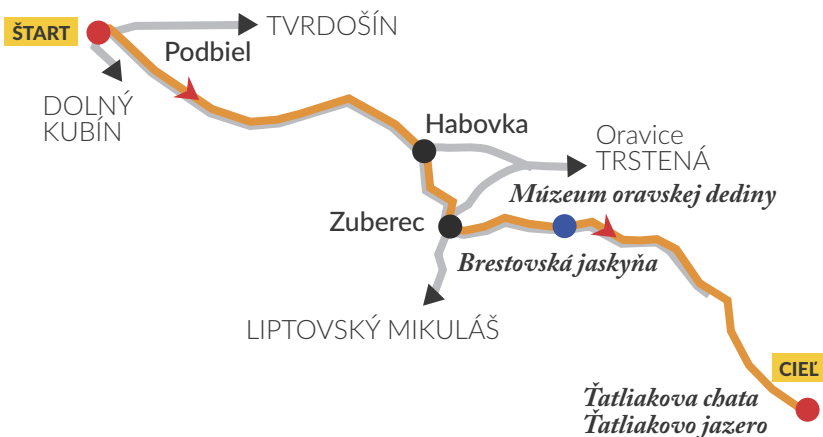 ŠTART
TVRDOŠÍN
Podbiel
DOLNÝ
KUBÍN
Habovka
Oravice
TRSTENÁ
Múzeum oravskej dediny
Zuberec
Brestovská jaskyňa
LIPTOVSKÝ MIKULÁŠ
CIEĽ
Ťatliakova chata
Ťatliakovo jazero